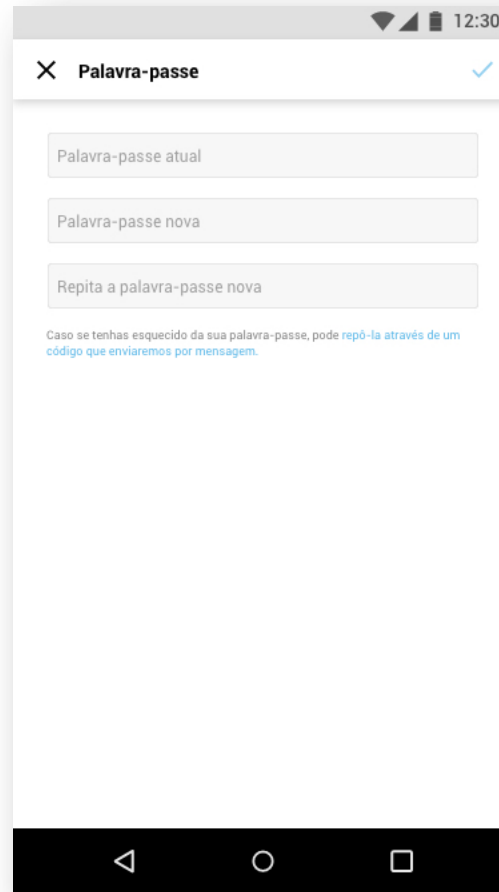 12:30
Palavra-passe
Palavra-passe atual
Palavra-passe nova
Repita a palavra-passe nova
Caso se tenhas esquecido da sua palavra-passe, pode repô-la através de um
código que enviaremos por mensagem.